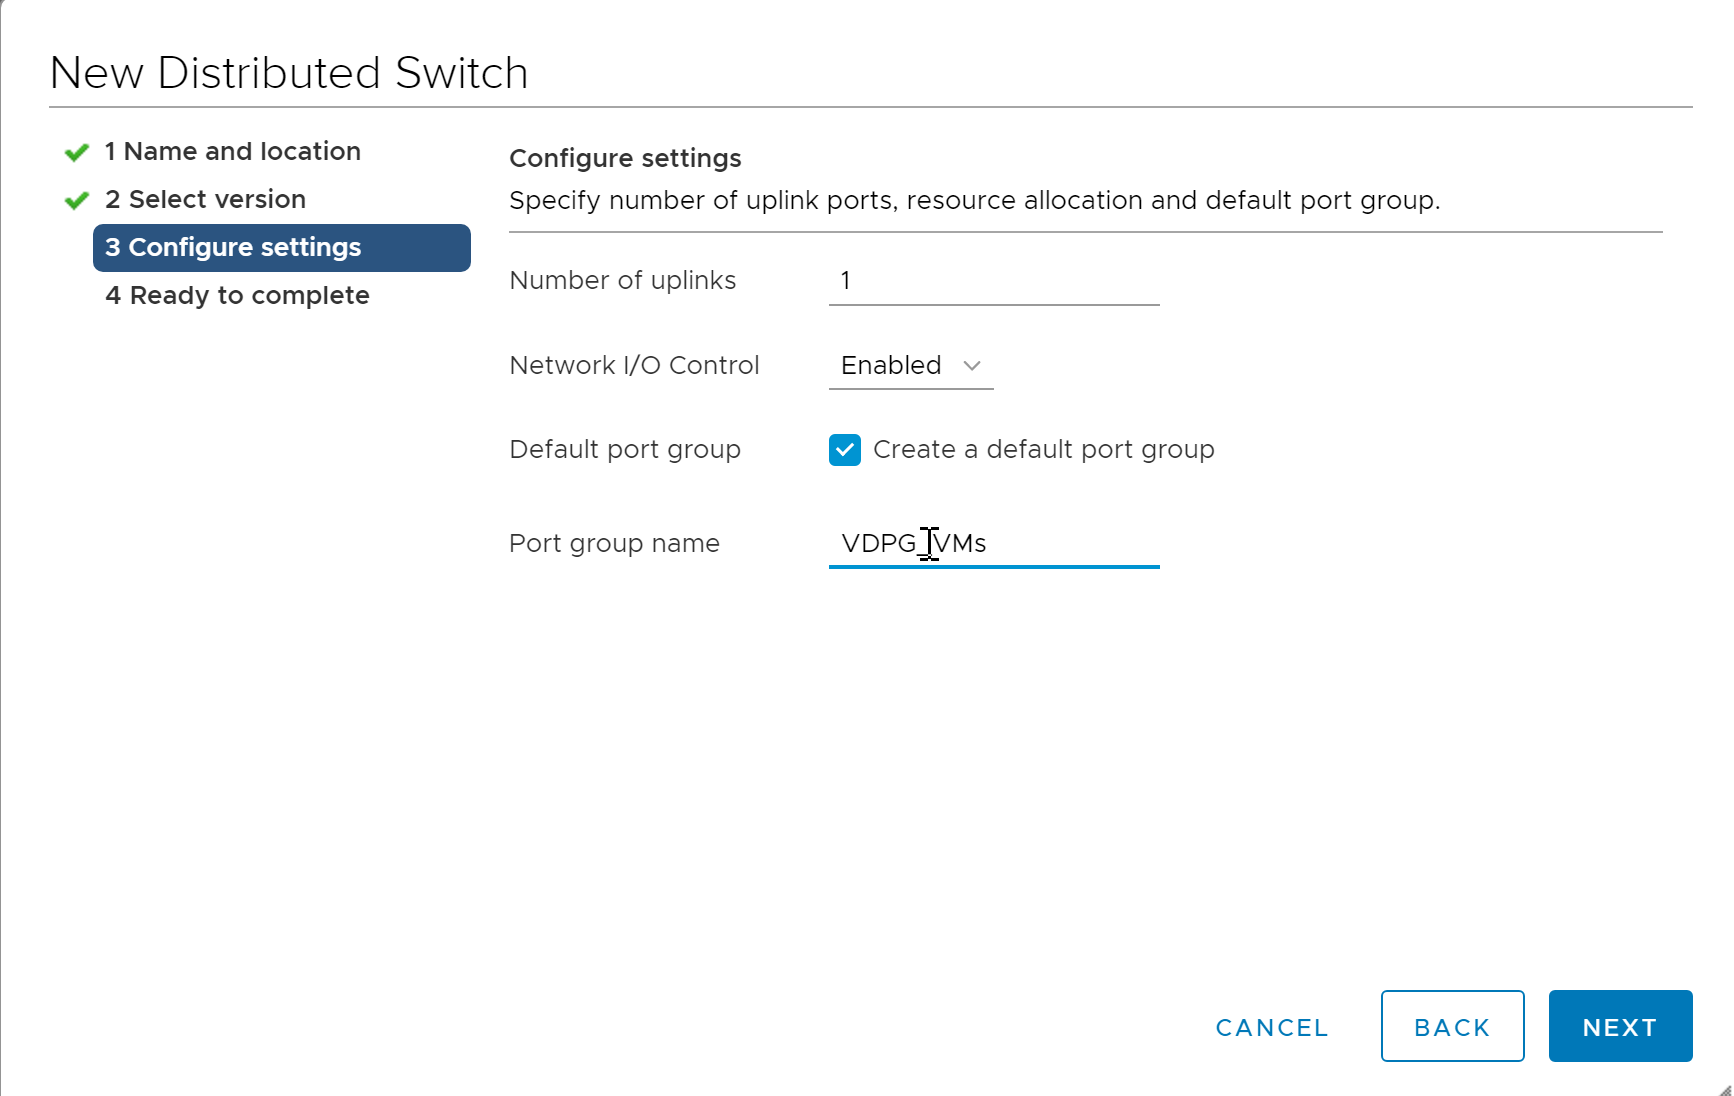 New Distributed Switch
1 Name and location
2 Select version
3 Configure settings
4 Ready to complete
Configure settings
Specify number of uplink ports, resource allocation and default port group.
Number of uplinks 1
Network I/O Control Enabled
Default port group Create a default port group
Port group name VDPG_VMs
CANCEL BACK NEXT